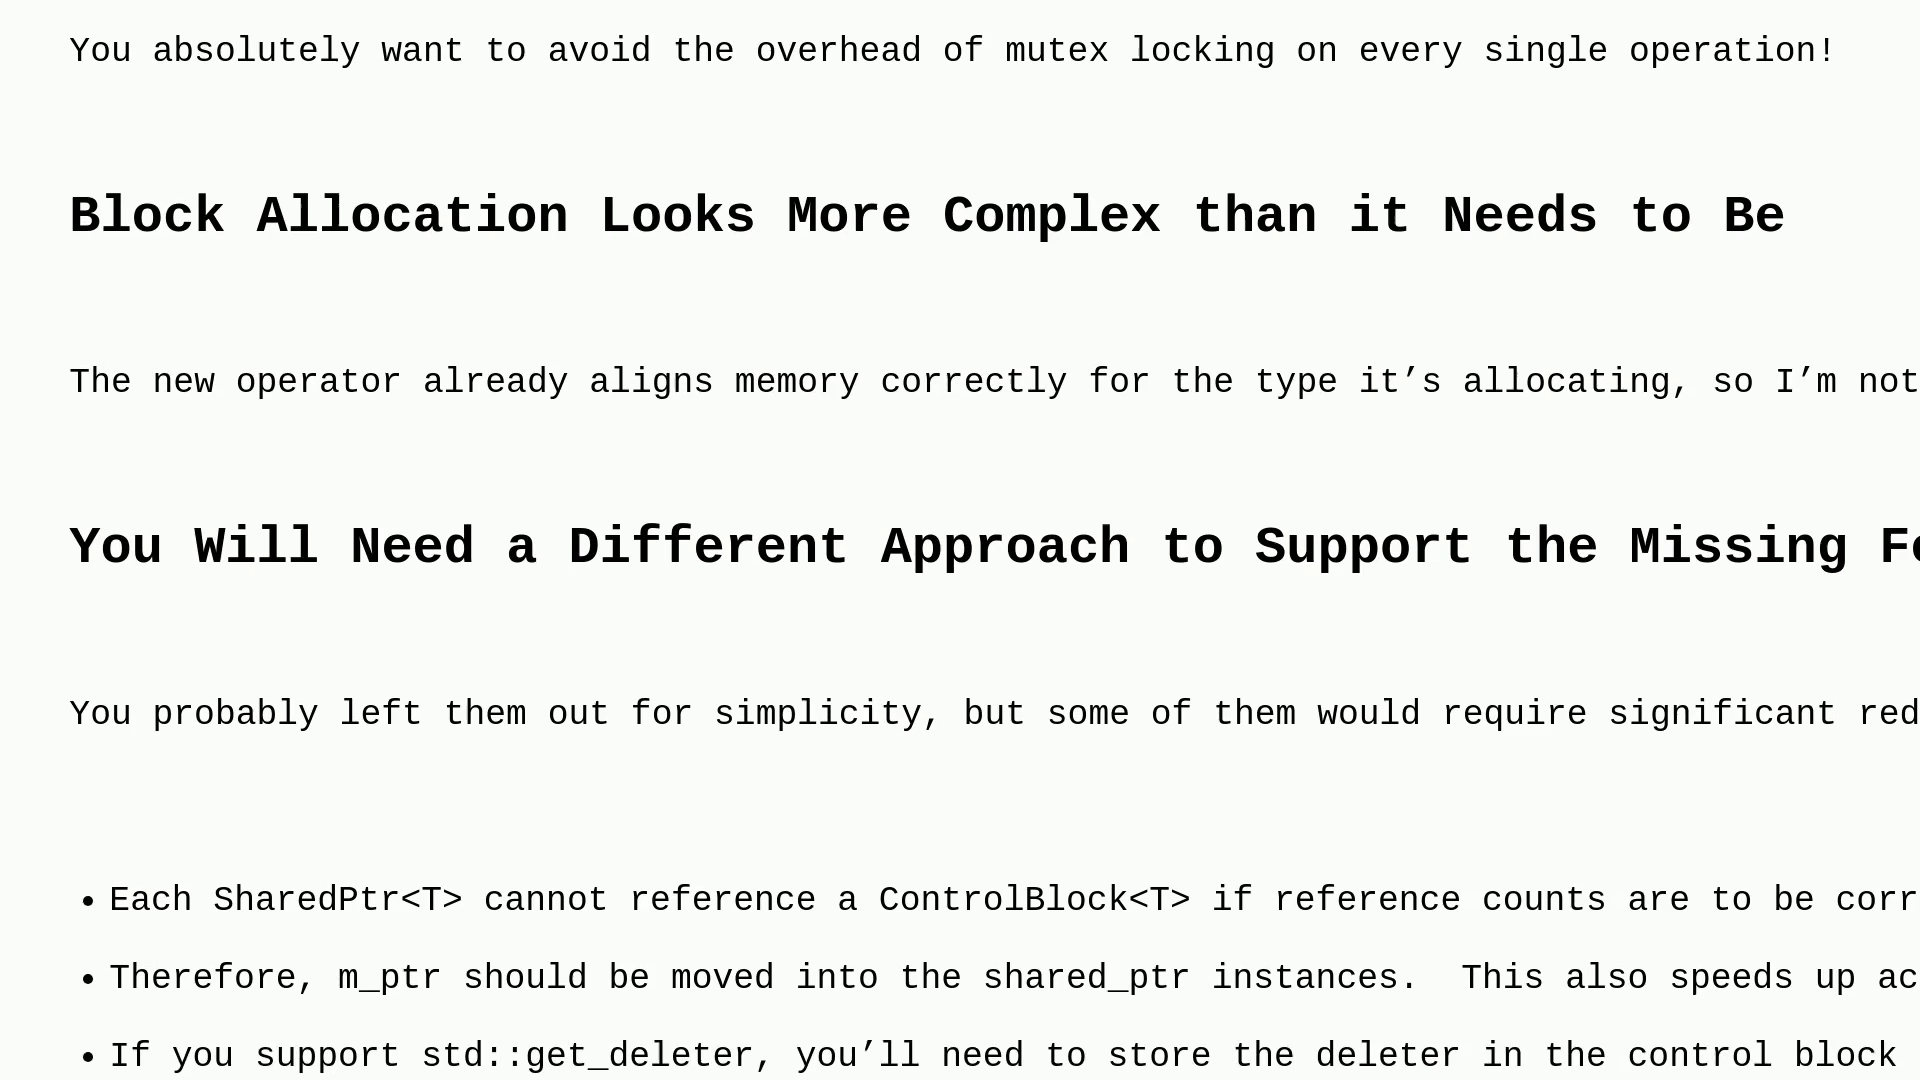 You absolutely want to avoid the overhead of mutex locking on every single operation!
Block Allocation Looks More Complex than it Needs to Be
The new operator already aligns memory correctly for the type it’s allocating, so I’m not
You Will Need a Different Approach to Support the Missing
You probably left them out for simplicity, but some of them would require significant
• Each SharedPtr<T> cannot reference a ControlBlock<T> if reference counts are to be
• Therefore, m_ptr should be moved into the shared_ptr instances.  This also speeds up
• If you support std::get_deleter, you’ll need to store the deleter in the control block